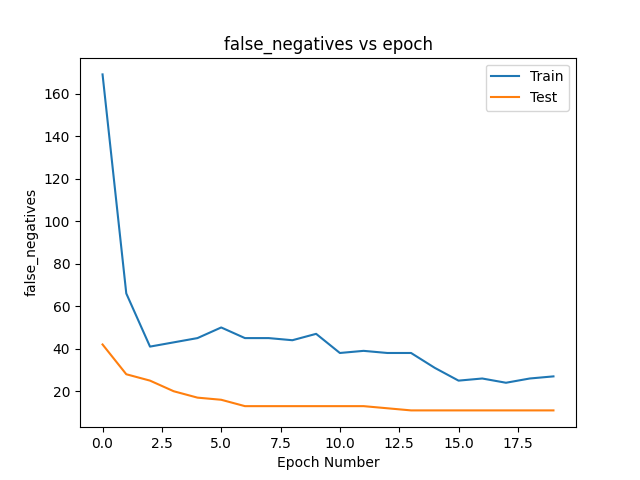 false_negatives vs epoch
Train
Test
160
140
120
100
80
60
40
20
false_negatives
0.0 2.5 5.0 7.5 10.0 12.5 15.0 17.5
Epoch Number